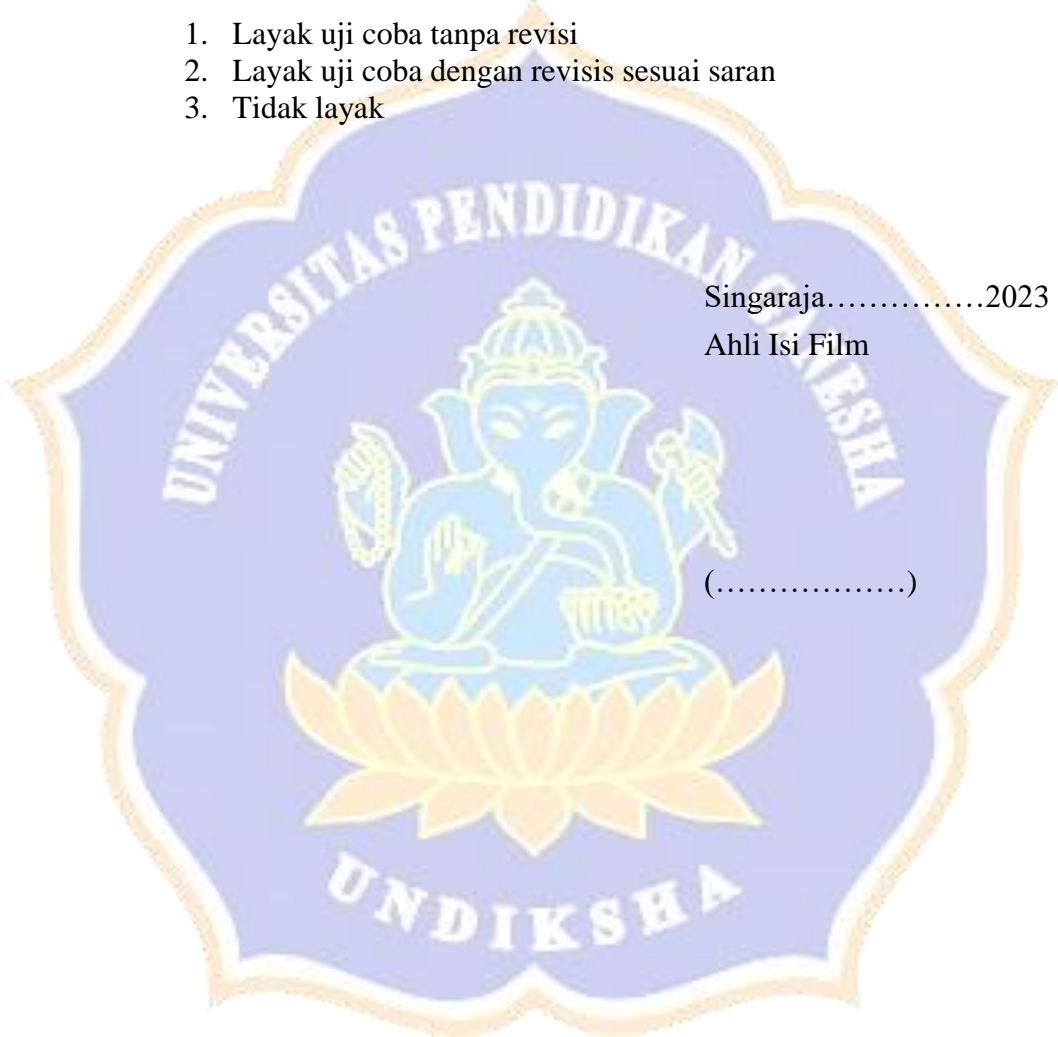 1. Layak uji coba tanpa revisi
2. Layak uji coba dengan revisis sesuai saran
3. Tidak layak
UNIVERSITAS PENDIDIKAN GANESHA
Singaraja……………2023
Ahli Isi Film
(………………)
UNDIKSHA